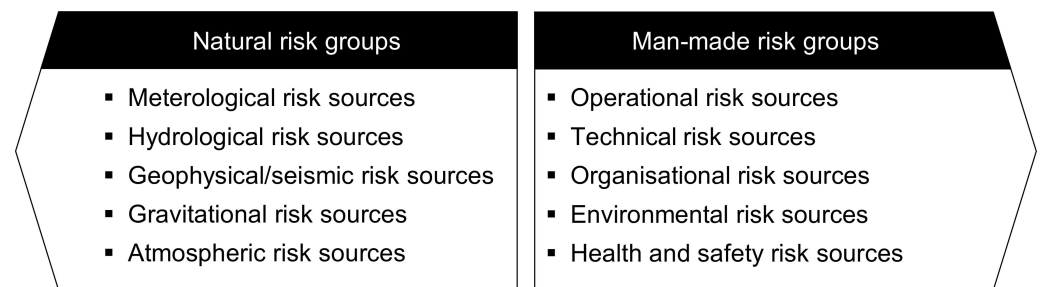 Natural risk groups
▪ Meterological risk sources
▪ Hydrological risk sources
▪ Geophysical/seismic risk sources
▪ Gravitational risk sources
▪ Atmospheric risk sources
Man-made risk groups
▪ Operational risk sources
▪ Technical risk sources
▪ Organisational risk sources
▪ Environmental risk sources
▪ Health and safety risk sources